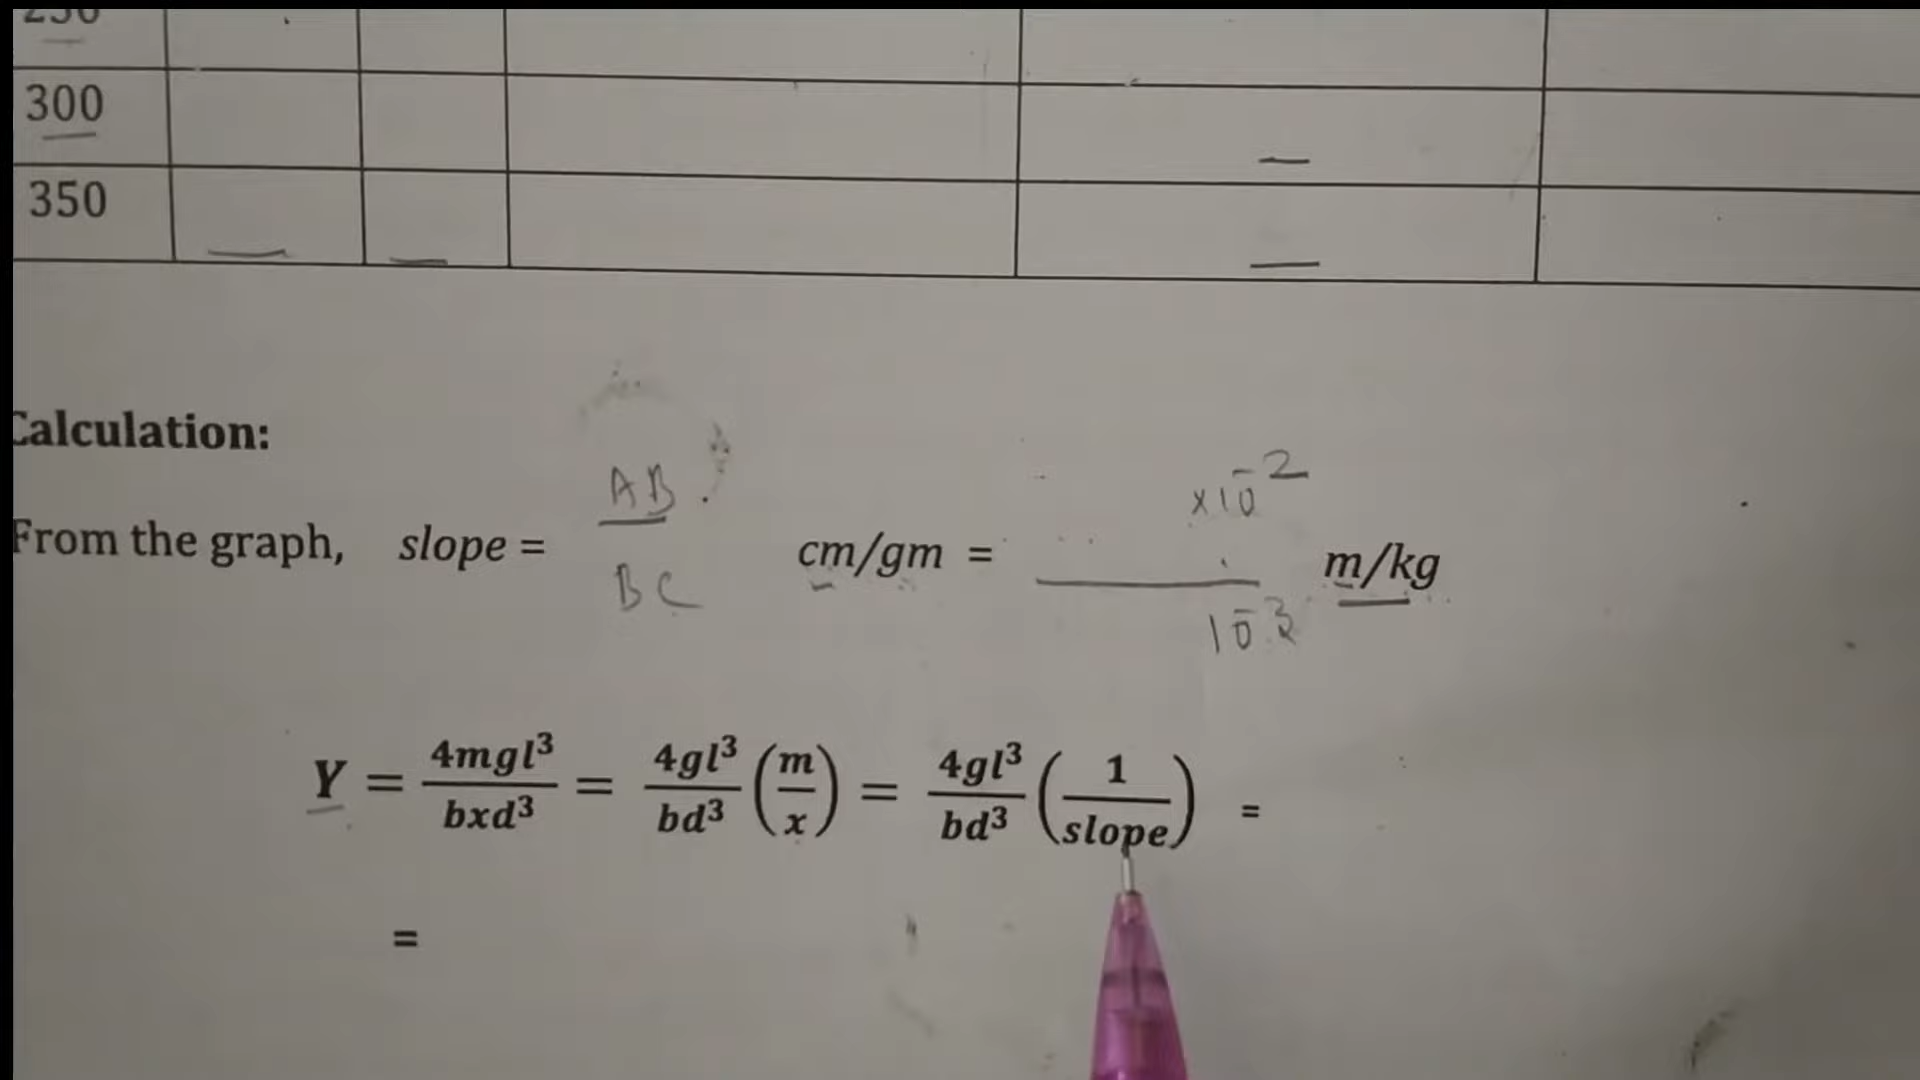 250
300
350
Calculation:
From the graph, slope = AB/BC cm/gm = ×10⁻²/10⁻³ m/kg
Y = 4mgl³/bxd³ = 4gl³/bd³ (m/x) = 4gl³/bd³ (1/slope) =
=